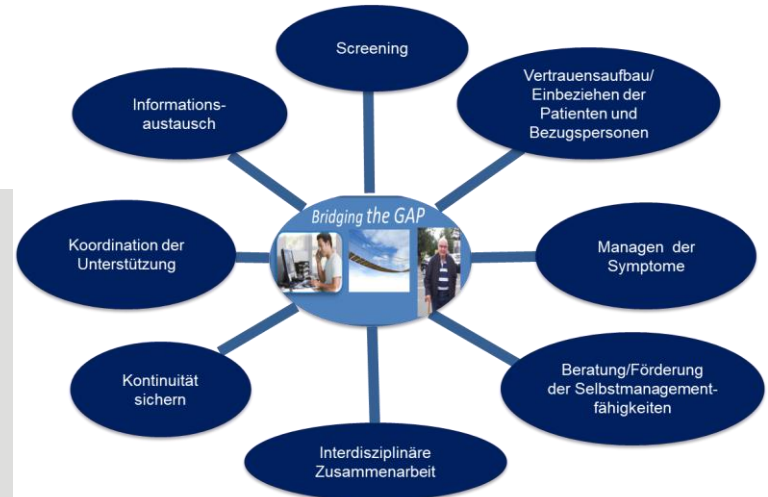 Screening
Vertrauensaufbau/
Einbeziehen der
Patienten und
Bezugspersonen
Informations-
austausch
Bridging the GAP
Koordination der
Unterstützung
Managen der
Symptome
Kontinuität
sichern
Beratung/Förderung
der Selbstmanagement-
fähigkeiten
Interdisziplinäre
Zusammenarbeit